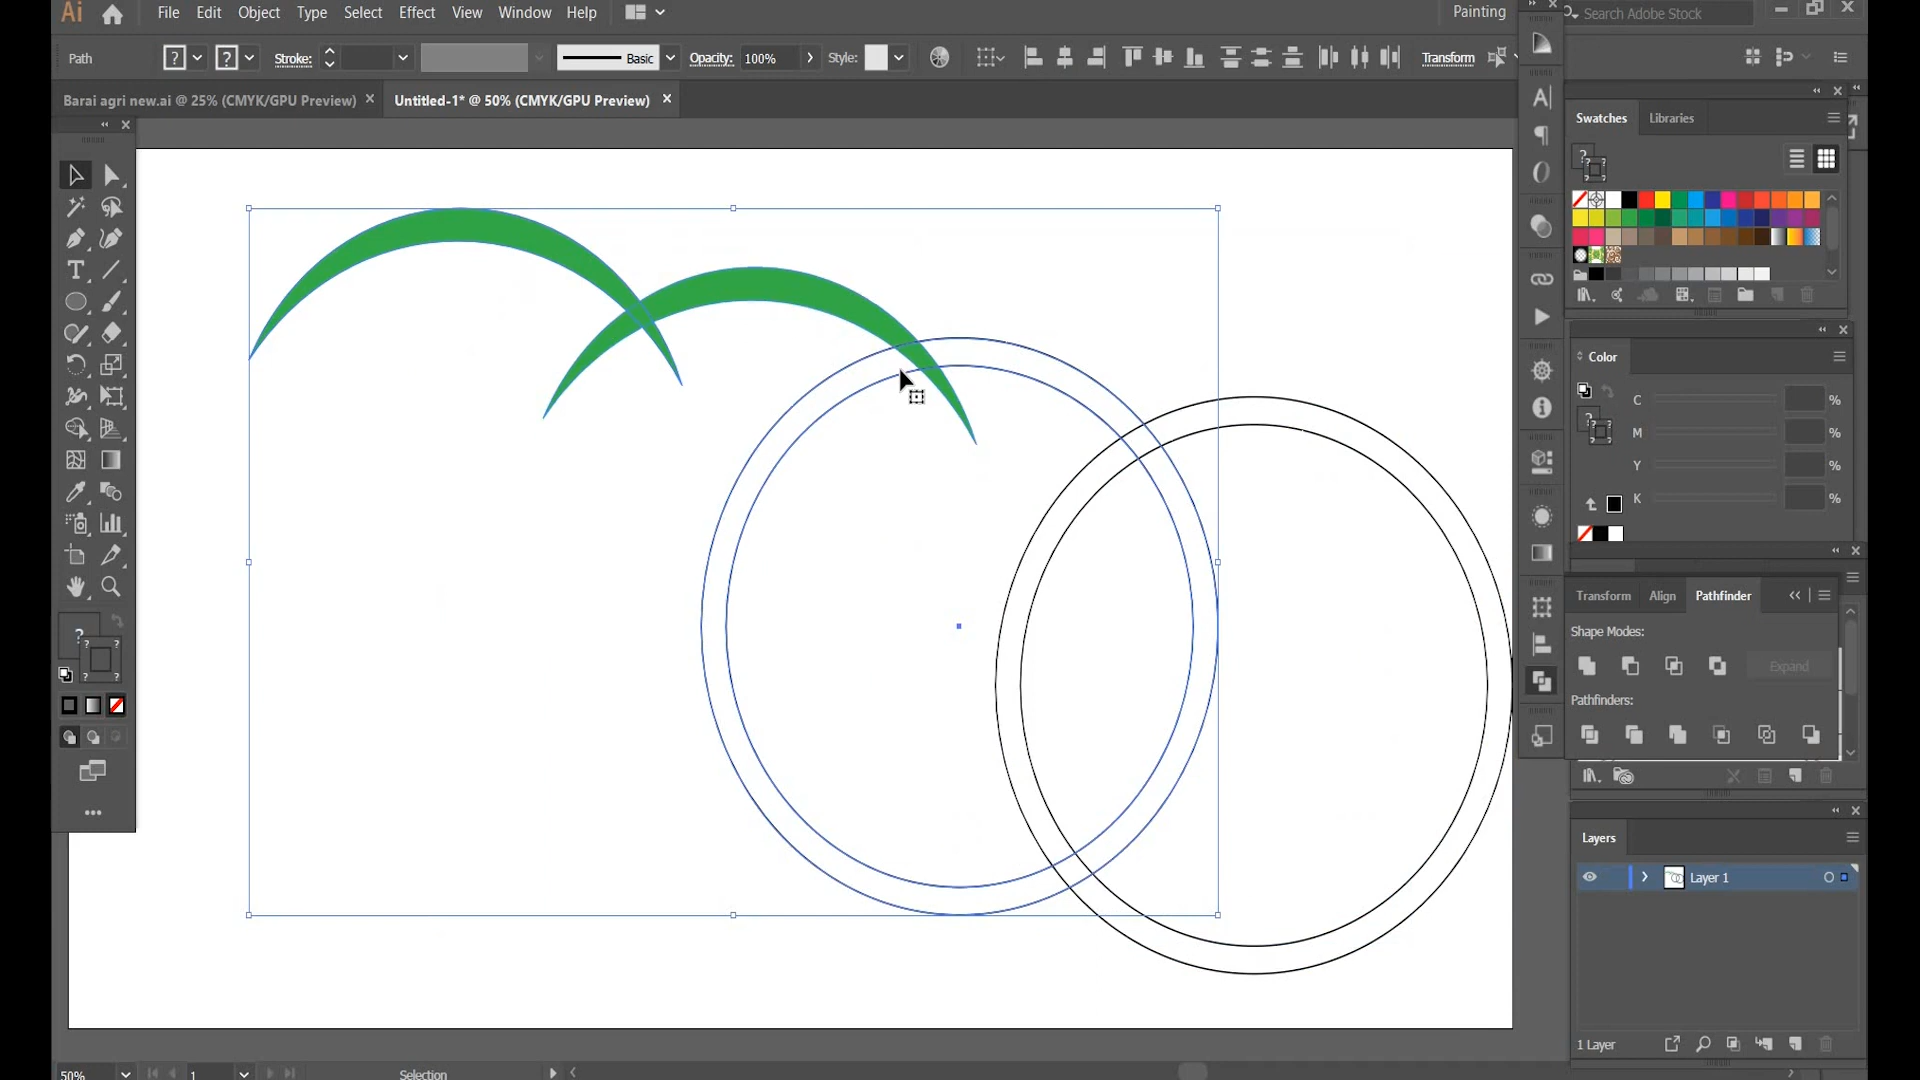 Ai File Edit Object Type Select Effect View Window Help Painting Search Adobe Stock
Path ? ? Stroke: Basic Opacity: 100% Style: Transform
Barai agri new.ai @ 25% (CMYK/GPU Preview) × Untitled-1* @ 50% (CMYK/GPU Preview) ×
Swatches Libraries
Color
C %
M %
Y %
K %
Transform Align Pathfinder
Shape Modes:
Expand
Pathfinders:
Layers
Layer 1
1 Layer
50% 1 Selection